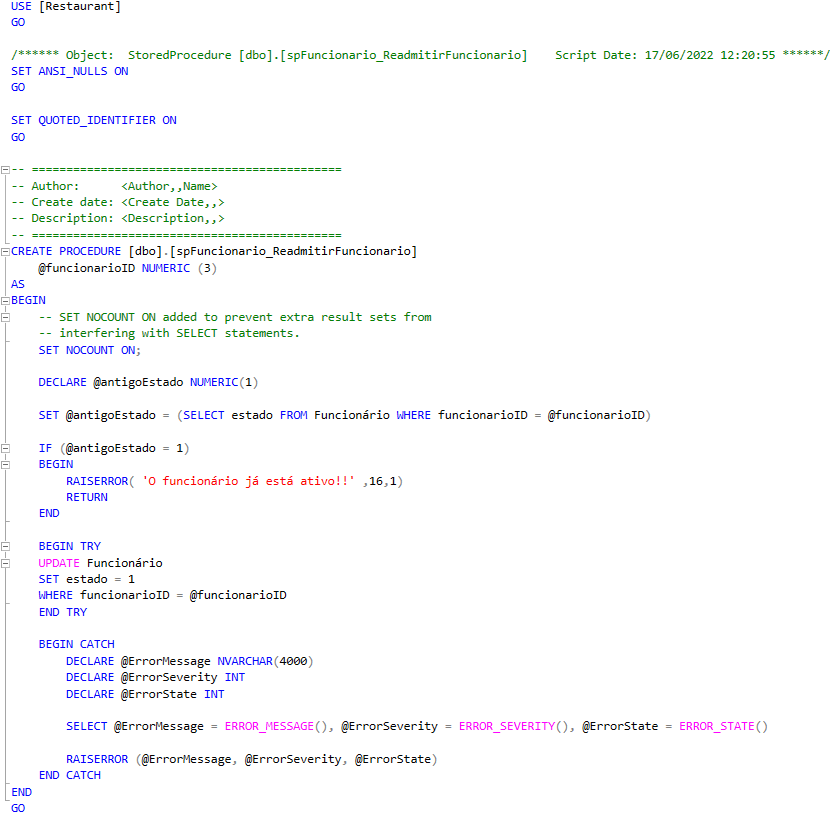 USE [Restaurant]
GO
/****** Object:  StoredProcedure [dbo].[spFuncionario_ReadmitirFuncionario]    Script Date: 17/06/2022 12:20:55 ******/
SET ANSI_NULLS ON
GO
SET QUOTED_IDENTIFIER ON
GO
-- =============================================
-- Author:      <Author,,Name>
-- Create date: <Create Date,,>
-- Description: <Description,,>
-- =============================================
CREATE PROCEDURE [dbo].[spFuncionario_ReadmitirFuncionario]
    @funcionarioID NUMERIC (3)
AS
BEGIN
    -- SET NOCOUNT ON added to prevent extra result sets from
    -- interfering with SELECT statements.
    SET NOCOUNT ON;
    DECLARE @antigoEstado NUMERIC(1)
    SET @antigoEstado = (SELECT estado FROM Funcionário WHERE funcionarioID = @funcionarioID)
    IF (@antigoEstado = 1)
    BEGIN
        RAISERROR( 'O funcionário já está ativo!!' ,16,1)
        RETURN
    END
    BEGIN TRY
    UPDATE Funcionário
    SET estado = 1
    WHERE funcionarioID = @funcionarioID
    END TRY
    BEGIN CATCH
        DECLARE @ErrorMessage NVARCHAR(4000)
        DECLARE @ErrorSeverity INT
        DECLARE @ErrorState INT
        SELECT @ErrorMessage = ERROR_MESSAGE(), @ErrorSeverity = ERROR_SEVERITY(), @ErrorState = ERROR_STATE()
        RAISERROR (@ErrorMessage, @ErrorSeverity, @ErrorState)
    END CATCH
END
GO